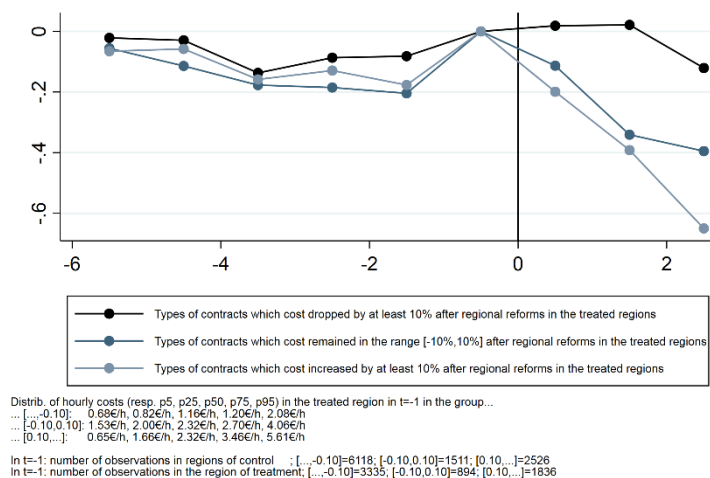 0
-.2
-.4
-.6
-6
-4
-2
0
2
Types of contracts which cost dropped by at least 10% after regional reforms in the treated regions
Types of contracts which cost remained in the range [-10%,10%] after regional reforms in the treated regions
Types of contracts which cost increased by at least 10% after regional reforms in the treated regions
Distrib. of hourly costs (resp. p5, p25, p50, p75, p95) in the treated region in t=-1 in the group...
... [...,-0.10]: 0.68€/h, 0.82€/h, 1.16€/h, 1.20€/h, 2.08€/h
... [-0.10,0.10]: 1.53€/h, 2.00€/h, 2.32€/h, 2.70€/h, 4.06€/h
... [0.10,...]: 0.65€/h, 1.66€/h, 2.32€/h, 3.46€/h, 5.61€/h
In t=-1: number of observations in regions of control ; [...,-0.10]=6118; [-0.10,0.10]=1511; [0.10,...]=2526
In t=-1: number of observations in the region of treatment; [...,-0.10]=3335; [-0.10,0.10]=894; [0.10,...]=1836